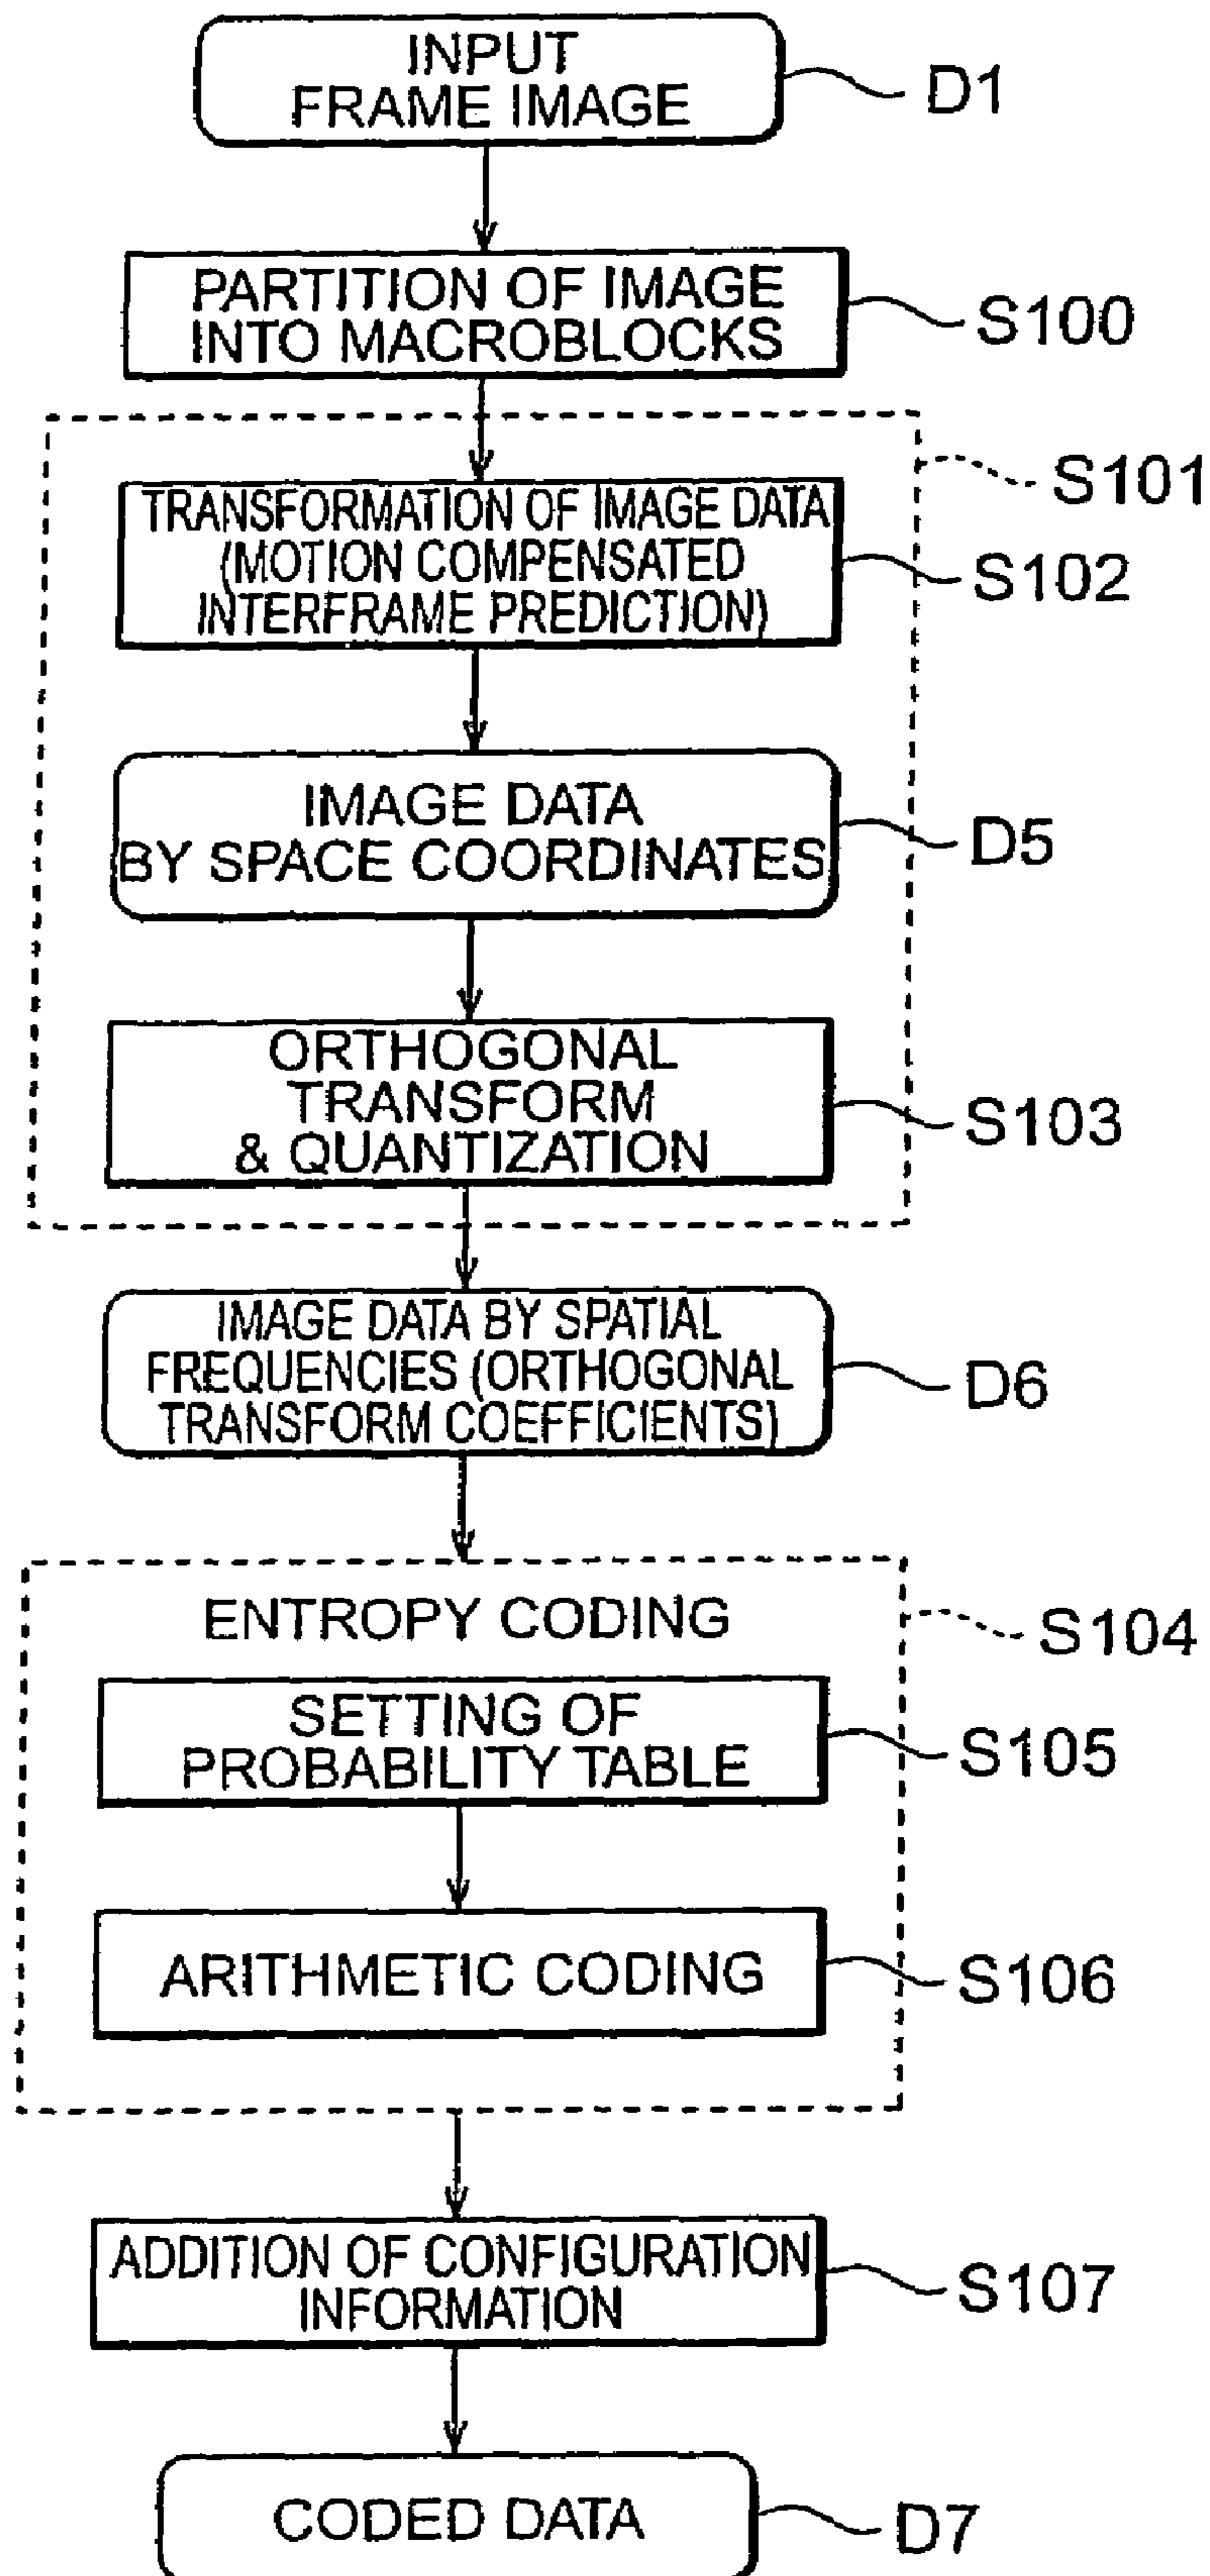 INPUT
FRAME IMAGE
D1
PARTITION OF IMAGE
INTO MACROBLOCKS
S100
S101
TRANSFORMATION OF IMAGE DATA
(MOTION COMPENSATED
INTERFRAME PREDICTION)
S102
IMAGE DATA
BY SPACE COORDINATES
D5
ORTHOGONAL
TRANSFORM
& QUANTIZATION
S103
IMAGE DATA BY SPATIAL
FREQUENCIES (ORTHOGONAL
TRANSFORM COEFFICIENTS)
D6
ENTROPY CODING
S104
SETTING OF
PROBABILITY TABLE
S105
ARITHMETIC CODING
S106
ADDITION OF CONFIGURATION
INFORMATION
S107
CODED DATA
D7